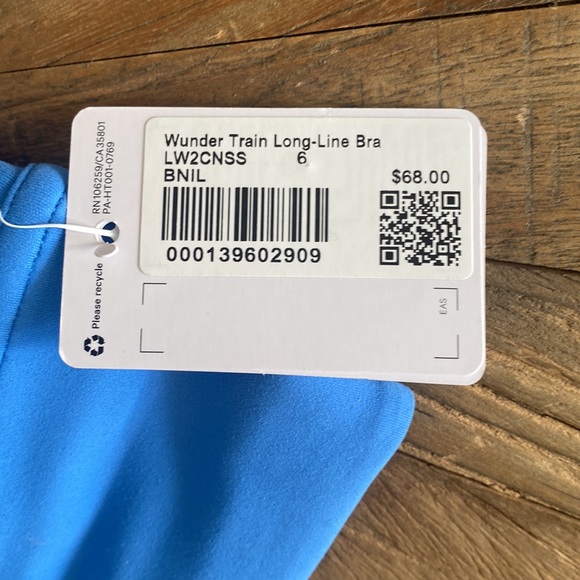 Wunder Train Long-Line Bra
LW2CNSS 6
BNIL $68.00
000139602909
RN106259/CA35801
PA-HT001-0769
Please recycle
EAS